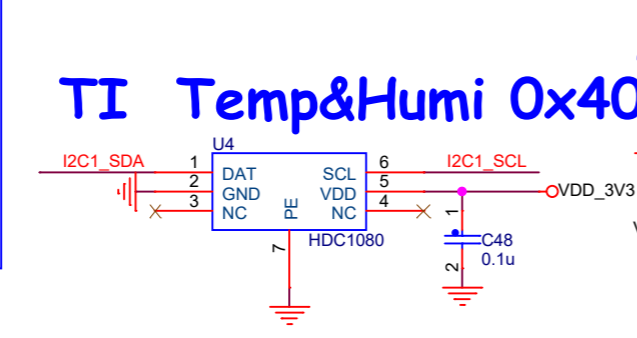 TI Temp&Humi 0x40
U4
I2C1_SDA 1 DAT SCL 6 I2C1_SCL
2 GND VDD 5 VDD_3V3
3 NC PE NC 4
7 HDC1080
1 C48
2 0.1u